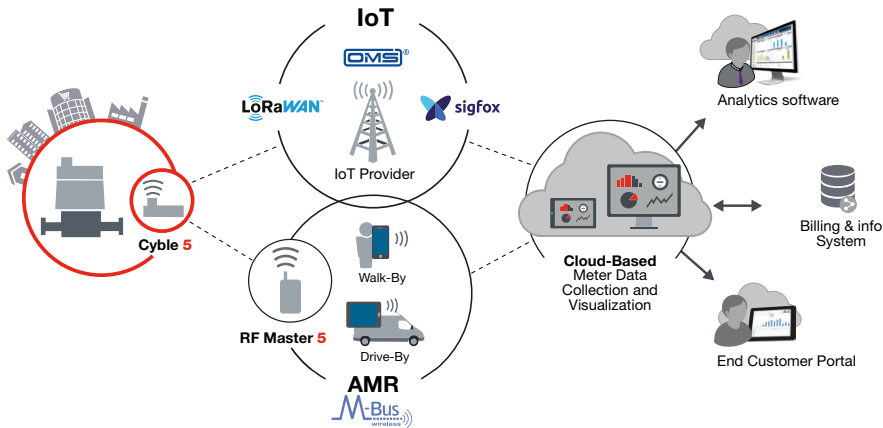 IoT
OMS®
LoRaWAN™
sigfox
IoT Provider
Cyble 5
Walk-By
RF Master 5
Drive-By
AMR
M-Bus
wireless
Cloud-Based
Meter Data
Collection and
Visualization
Analytics software
Billing & info
System
End Customer Portal